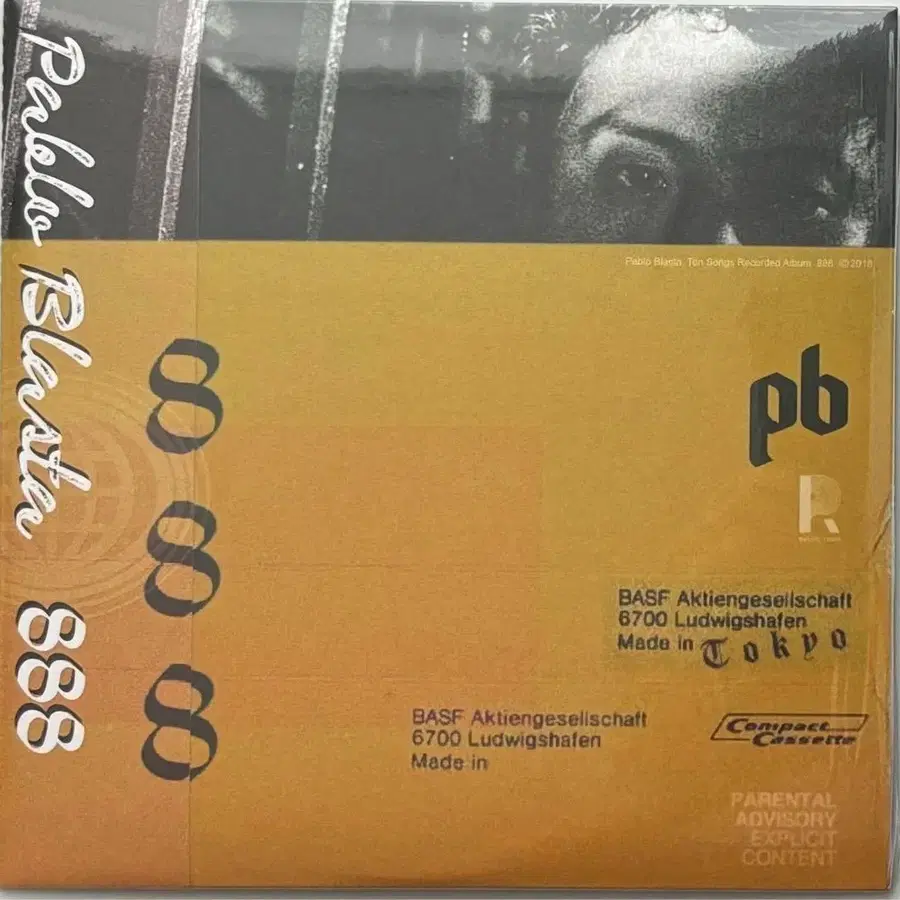 Pablo Blasta 888
Pablo Blasta. Ten Songs Recorded Album. 888 ©2018
888
pb
R
BASF Aktiengesellschaft
6700 Ludwigshafen
Made in Tokyo
BASF Aktiengesellschaft
6700 Ludwigshafen
Made in
Compact
Cassette
PARENTAL
ADVISORY
EXPLICIT
CONTENT